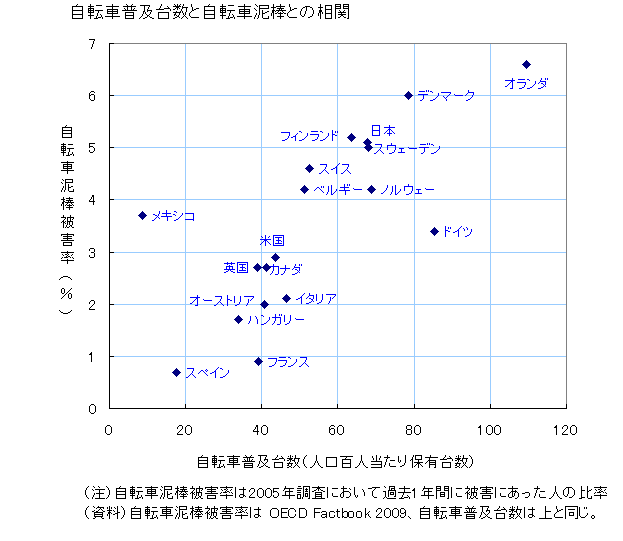 自転車普及台数と自転車泥棒との相関
7
6
5
4
3
2
1
0
自転車泥棒被害率(%)
オランダ
デンマーク
日本
フィンランド
スウェーデン
スイス
ベルギー
ノルウェー
メキシコ
ドイツ
米国
英国
カナダ
オーストリア
イタリア
ハンガリー
フランス
スペイン
0 20 40 60 80 100 120
自転車普及台数(人口百人当たり保有台数)
(注)自転車泥棒被害率は2005年調査において過去1年間に被害にあった人の比率
(資料)自転車泥棒被害率は OECD Factbook 2009、自転車普及台数は上と同じ。